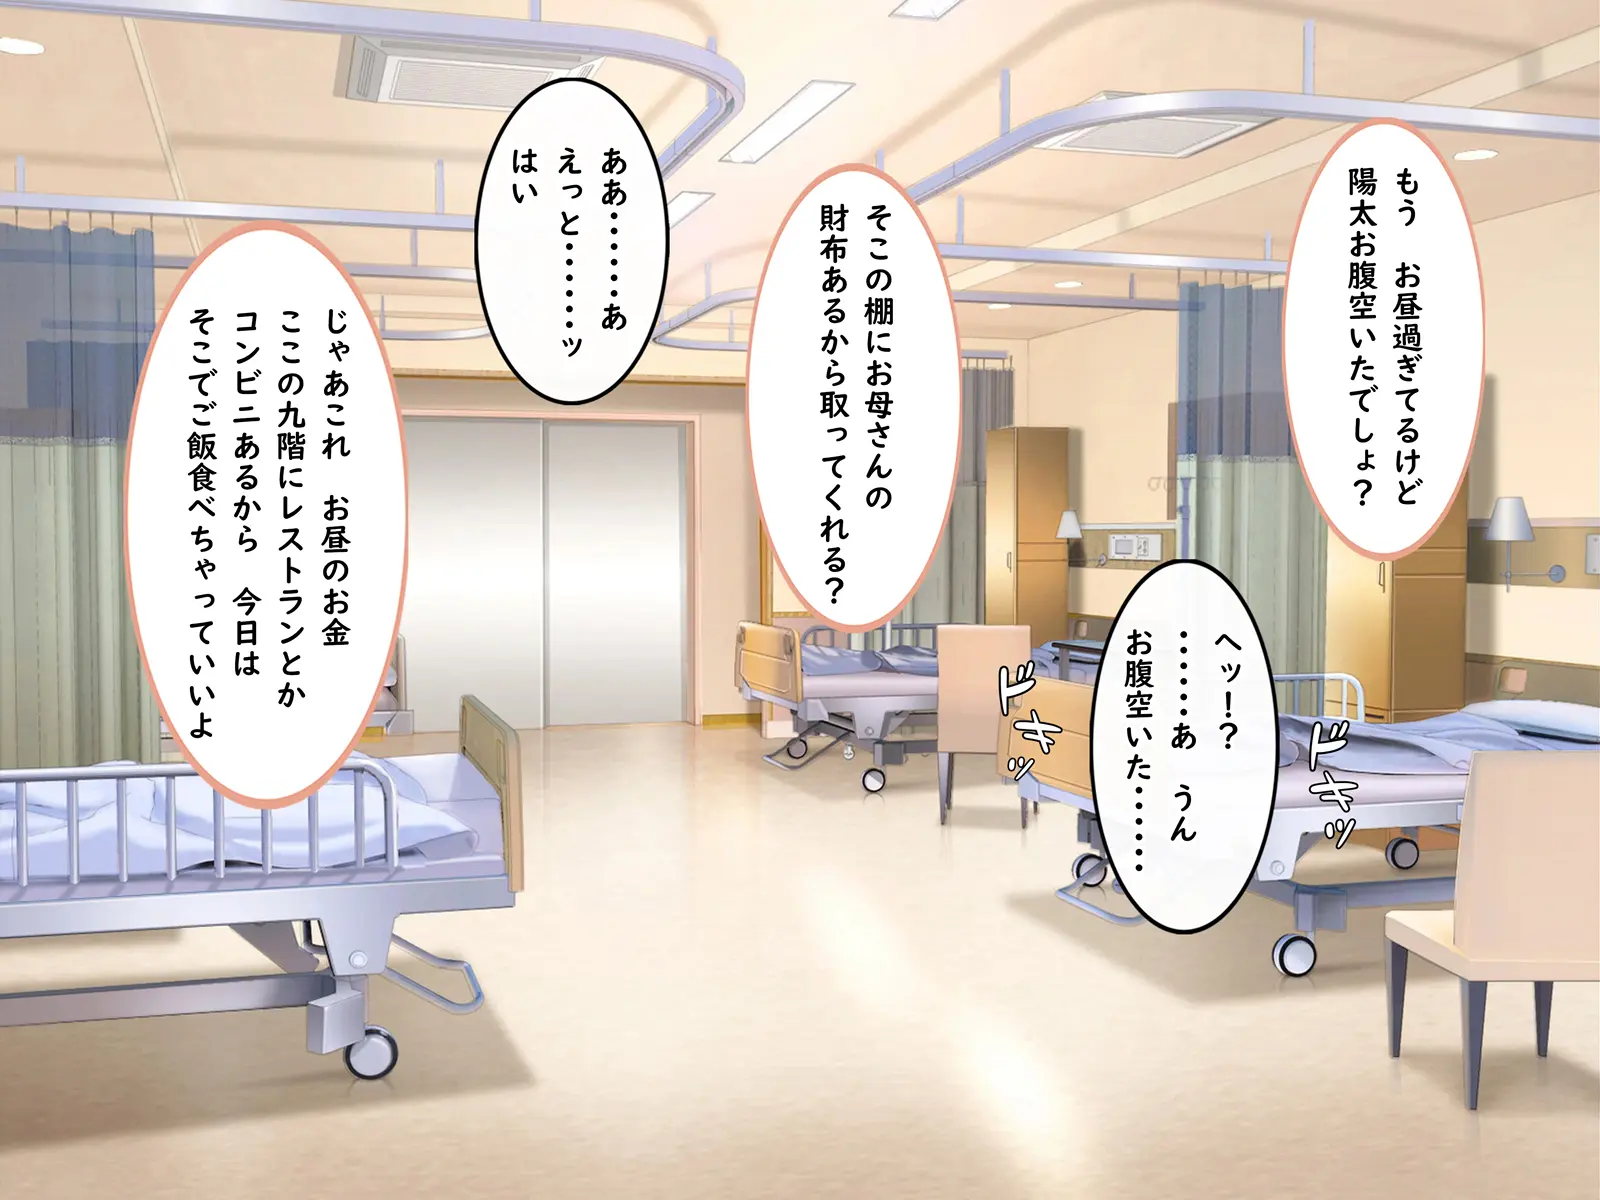 もう　お昼過ぎてるけど
陽太お腹空いたでしょ？
ヘッ！？
・・・・・・あ　うん
お腹空いた・・・・・・
ドキッ
ドキッ
そこの棚にお母さんの
財布あるから取ってくれる？
ああ・・・・・・あ
えっと・・・・・・ッ
はい
じゃあこれ　お昼のお金
ここの九階にレストランとか
コンビニあるから　今日は
そこでご飯食べちゃっていいよ